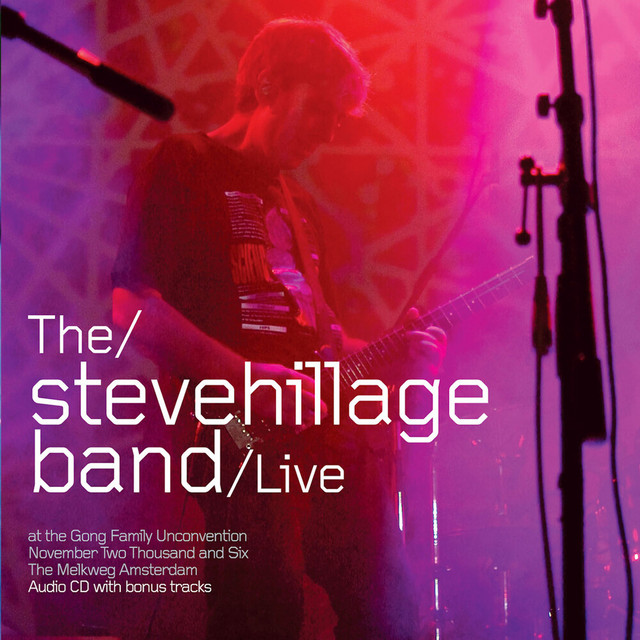 The/
stevehillage
band/Live
at the Gong Family Unconvention
November Two Thousand and Six
The Melkweg Amsterdam
Audio CD with bonus tracks